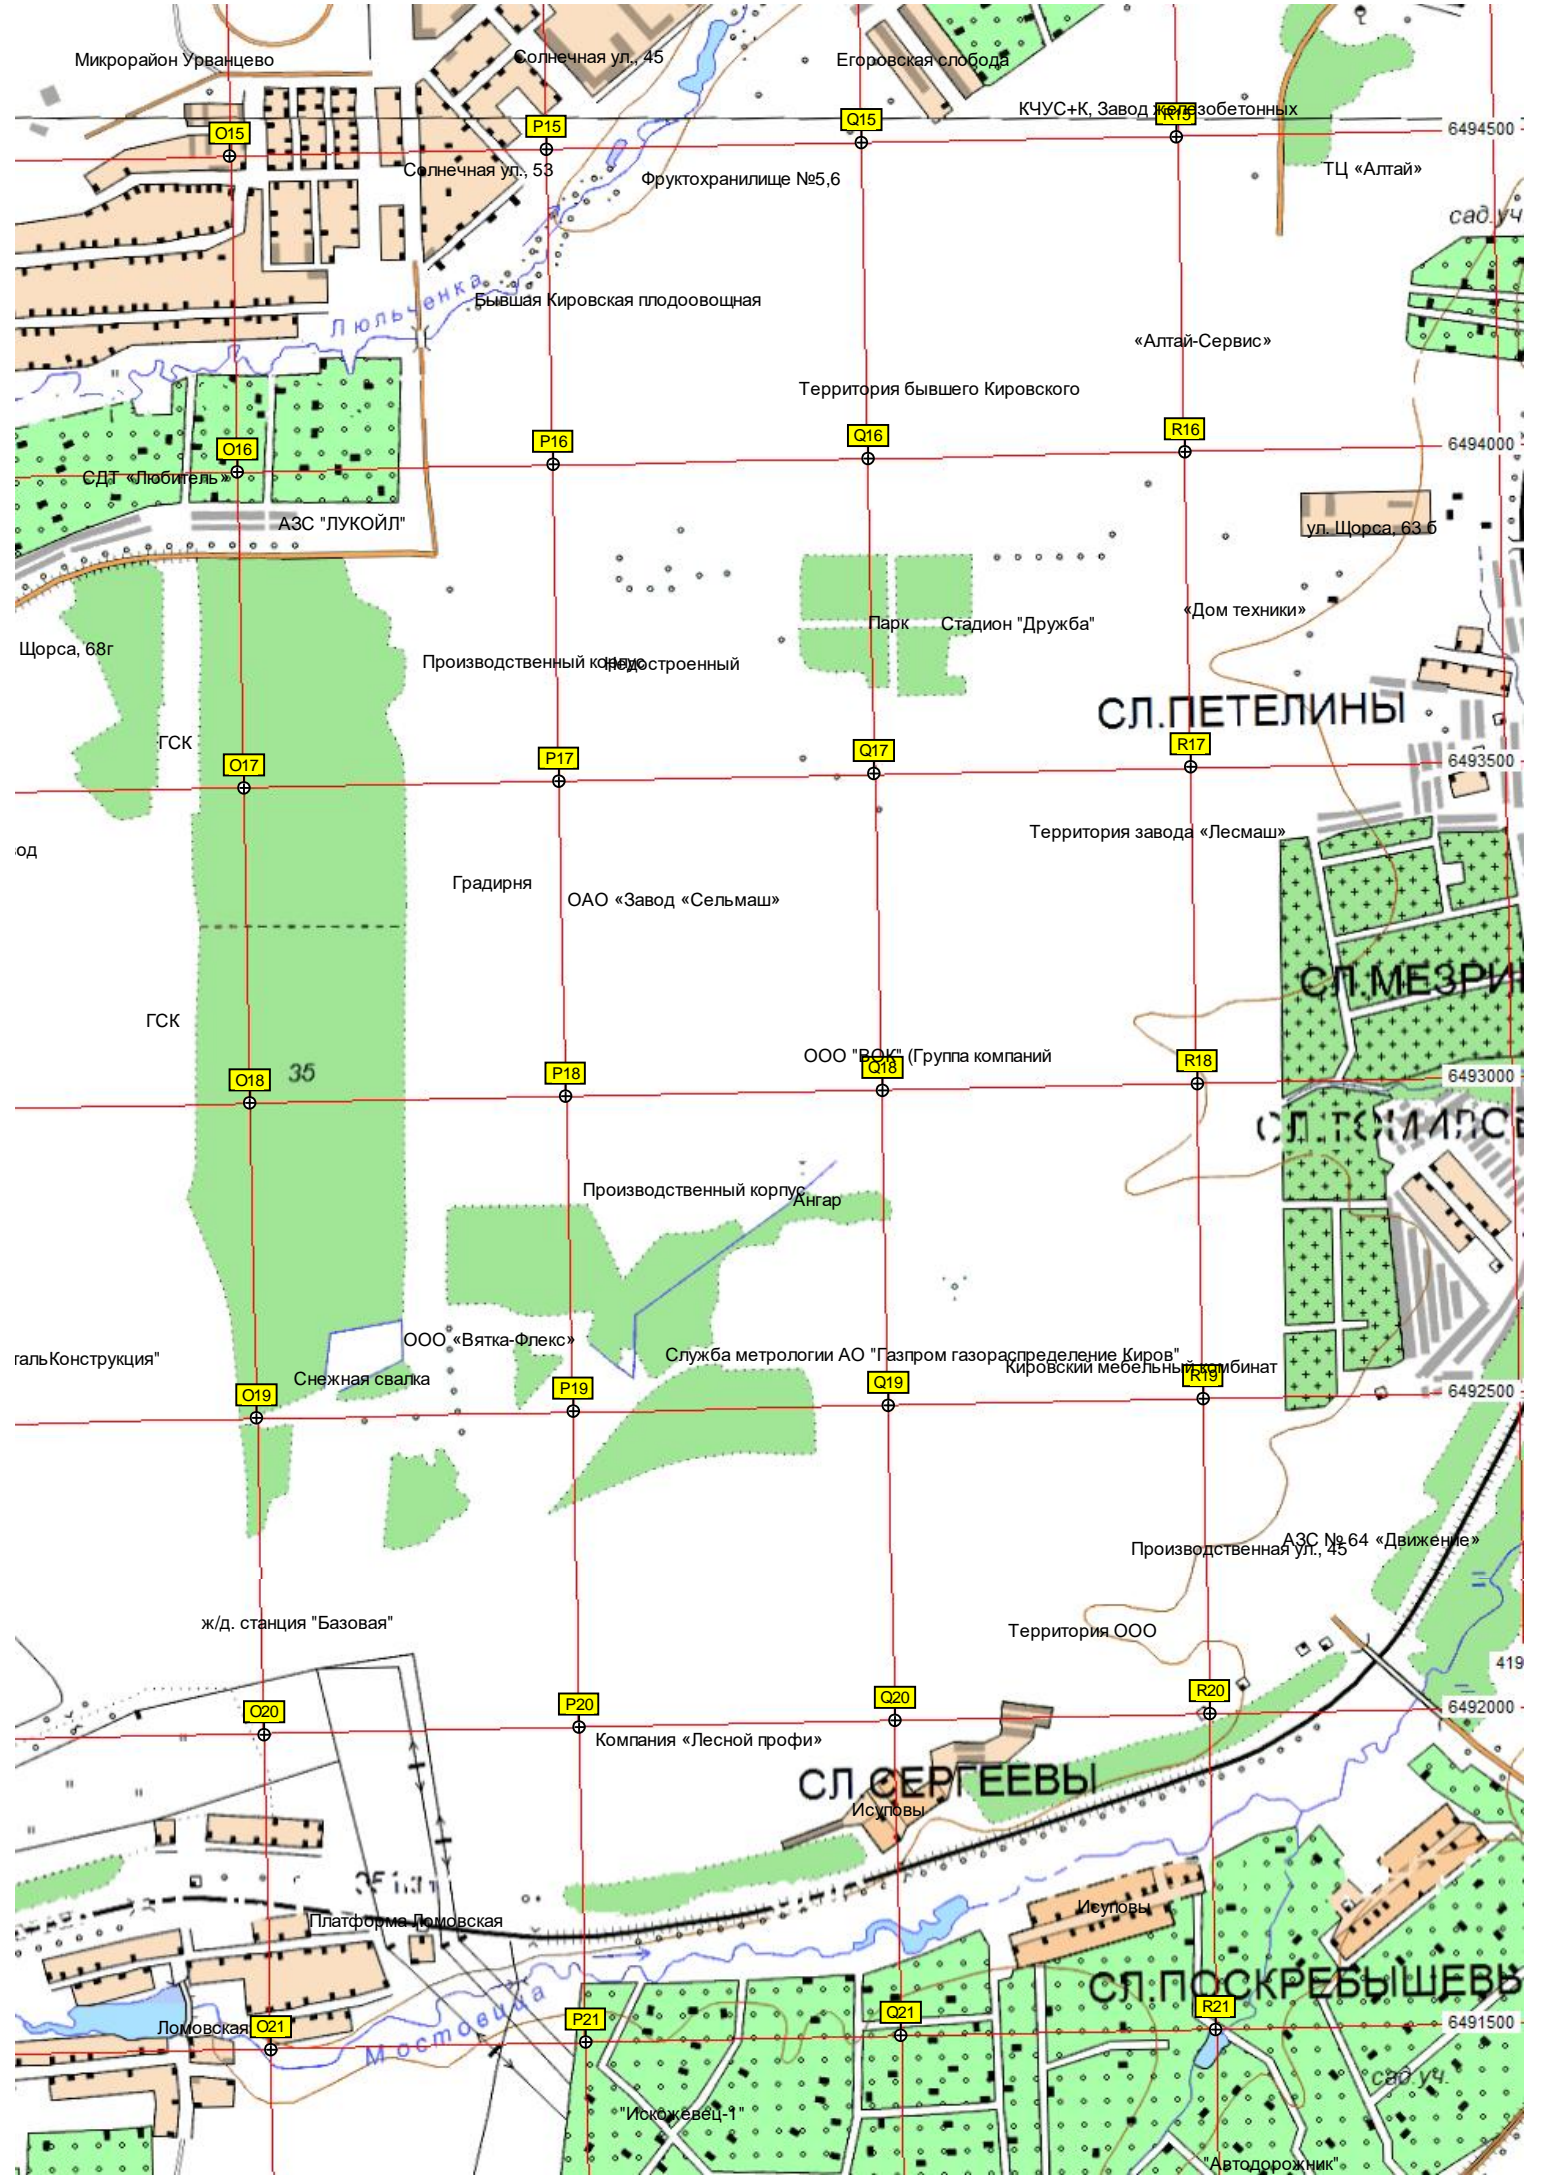 Микрорайон Урванцево
Солнечная ул., 45
Егоровская слобода
КЧУС+К, Завод железобетонных
O15
P15
Q15
R15
6494500
Солнечная ул., 53
Фруктохранилище №5,6
ТЦ «Алтай»
сад.уч
Люльченка
Бывшая Кировская плодоовощная
«Алтай-Сервис»
Территория бывшего Кировского
O16
P16
Q16
R16
6494000
СДТ «Любитель»
АЗС "ЛУКОЙЛ"
ул. Щорса, 63 б
«Дом техники»
Парк
Стадион "Дружба"
Щорса, 68г
Производственный корпус
Недостроенный
СЛ.ПЕТЕЛИНЫ
ГСК
O17
P17
Q17
R17
6493500
Территория завода «Лесмаш»
од
Градирня
ОАО «Завод «Сельмаш»
СЛ.МЕЗРИН
ГСК
ООО "ВОК" (Группа компаний
35
O18
P18
Q18
R18
6493000
Производственный корпус
Ангар
ООО «Вятка-Флекс»
тальКонструкция"
Служба метрологии АО "Газпром газораспределение Киров"
Кировский мебельный комбинат
Снежная свалка
O19
P19
Q19
R19
6492500
АЗС № 64 «Движение»
Производственная ул., 45
ж/д. станция "Базовая"
Территория ООО
419
O20
P20
Q20
R20
6492000
Компания «Лесной профи»
СЛ.СЕРГЕЕВЫ
Исуповы
Исуповы
Платформа Ломовская
СЛ.ПОСКРЕБЫШЕВЫ
Мостовица
Ломовская
O21
P21
Q21
R21
6491500
сад.уч.
"Искожевец-1"
"Автодорожник"